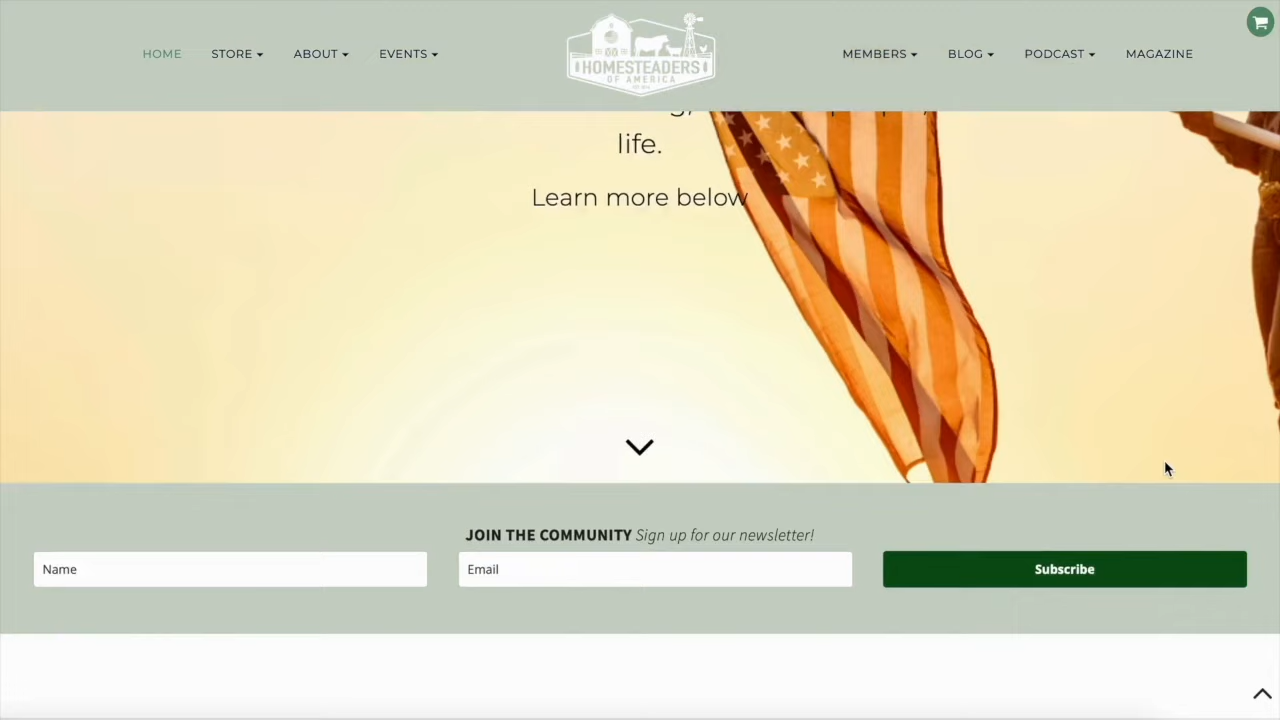 HOME
STORE
ABOUT
EVENTS
HOMESTEADERS
OF AMERICA
MEMBERS
BLOG
PODCAST
MAGAZINE
life.
Learn more below
JOIN THE COMMUNITY Sign up for our newsletter!
Name
Email
Subscribe